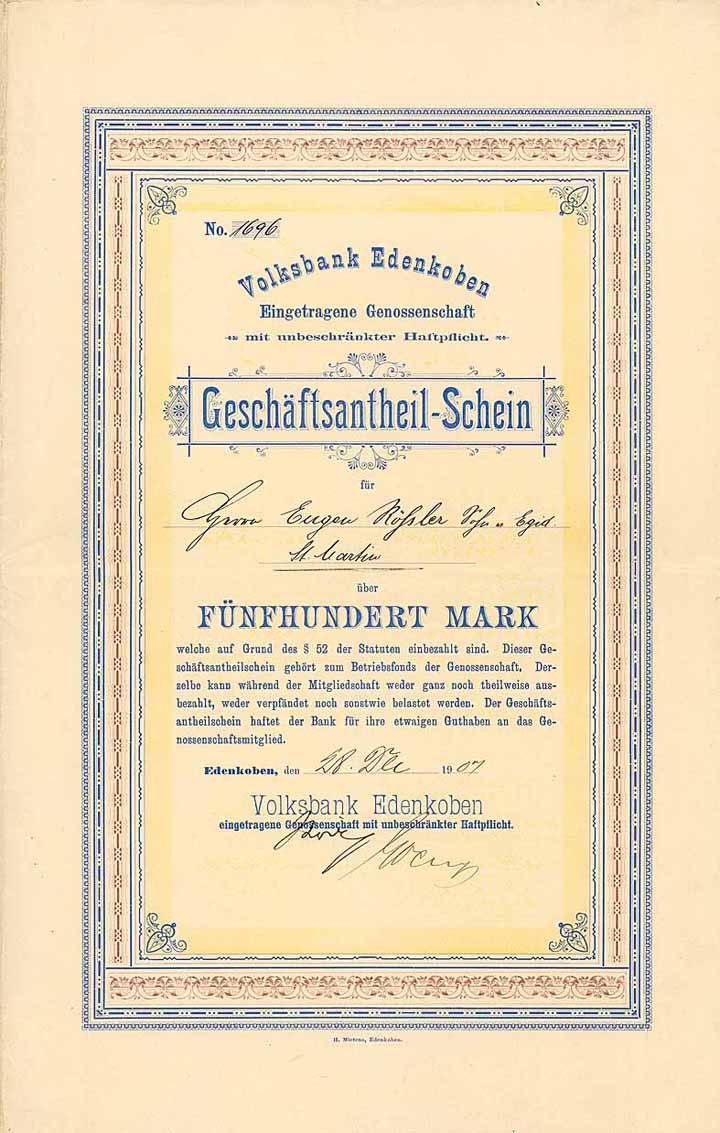 No. 1696
Volksbank Edenkoben
Eingetragene Genossenschaft
mit unbeschränkter Haftpflicht.
Geschäftsantheil-Schein
für
Herrn Eugen Rößler Sohn v. Egid.
St. Martin
über
FÜNFHUNDERT MARK
welche auf Grund des § 52 der Statuten einbezahlt sind. Dieser Ge-
schäftsantheilschein gehört zum Betriebsfonds der Genossenschaft. Der-
selbe kann während der Mitgliedschaft weder ganz noch theilweise aus-
bezahlt, weder verpfändet noch sonstwie belastet werden. Der Geschäfts-
antheilschein haftet der Bank für ihre etwaigen Guthaben an das Ge-
nossenschaftsmitglied.
Edenkoben, den 28. Dec 1907
Volksbank Edenkoben
eingetragene Genossenschaft mit unbeschränkter Haftpflicht.
H. Mictens, Edenkoben.